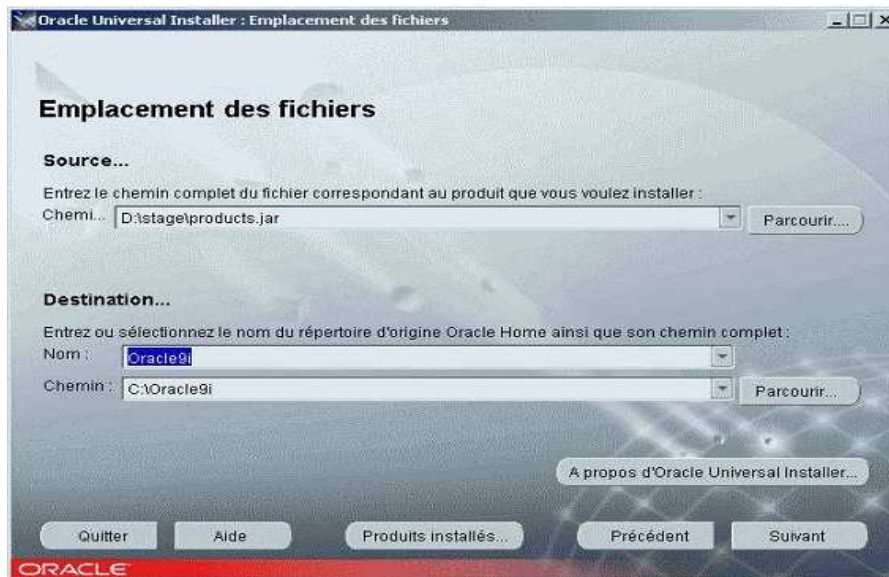 Oracle Universal Installer : Emplacement des fichiers
Emplacement des fichiers
Source...
Entrez le chemin complet du fichier correspondant au produit que vous voulez installer :
Chemi... D:\stage\products.jar Parcourir....
Destination...
Entrez ou sélectionnez le nom du répertoire d'origine Oracle Home ainsi que son chemin complet :
Nom : Oracle9i
Chemin : C:\Oracle9i Parcourir...
A propos d'Oracle Universal Installer...
Quitter Aide Produits installés... Précédent Suivant
ORACLE